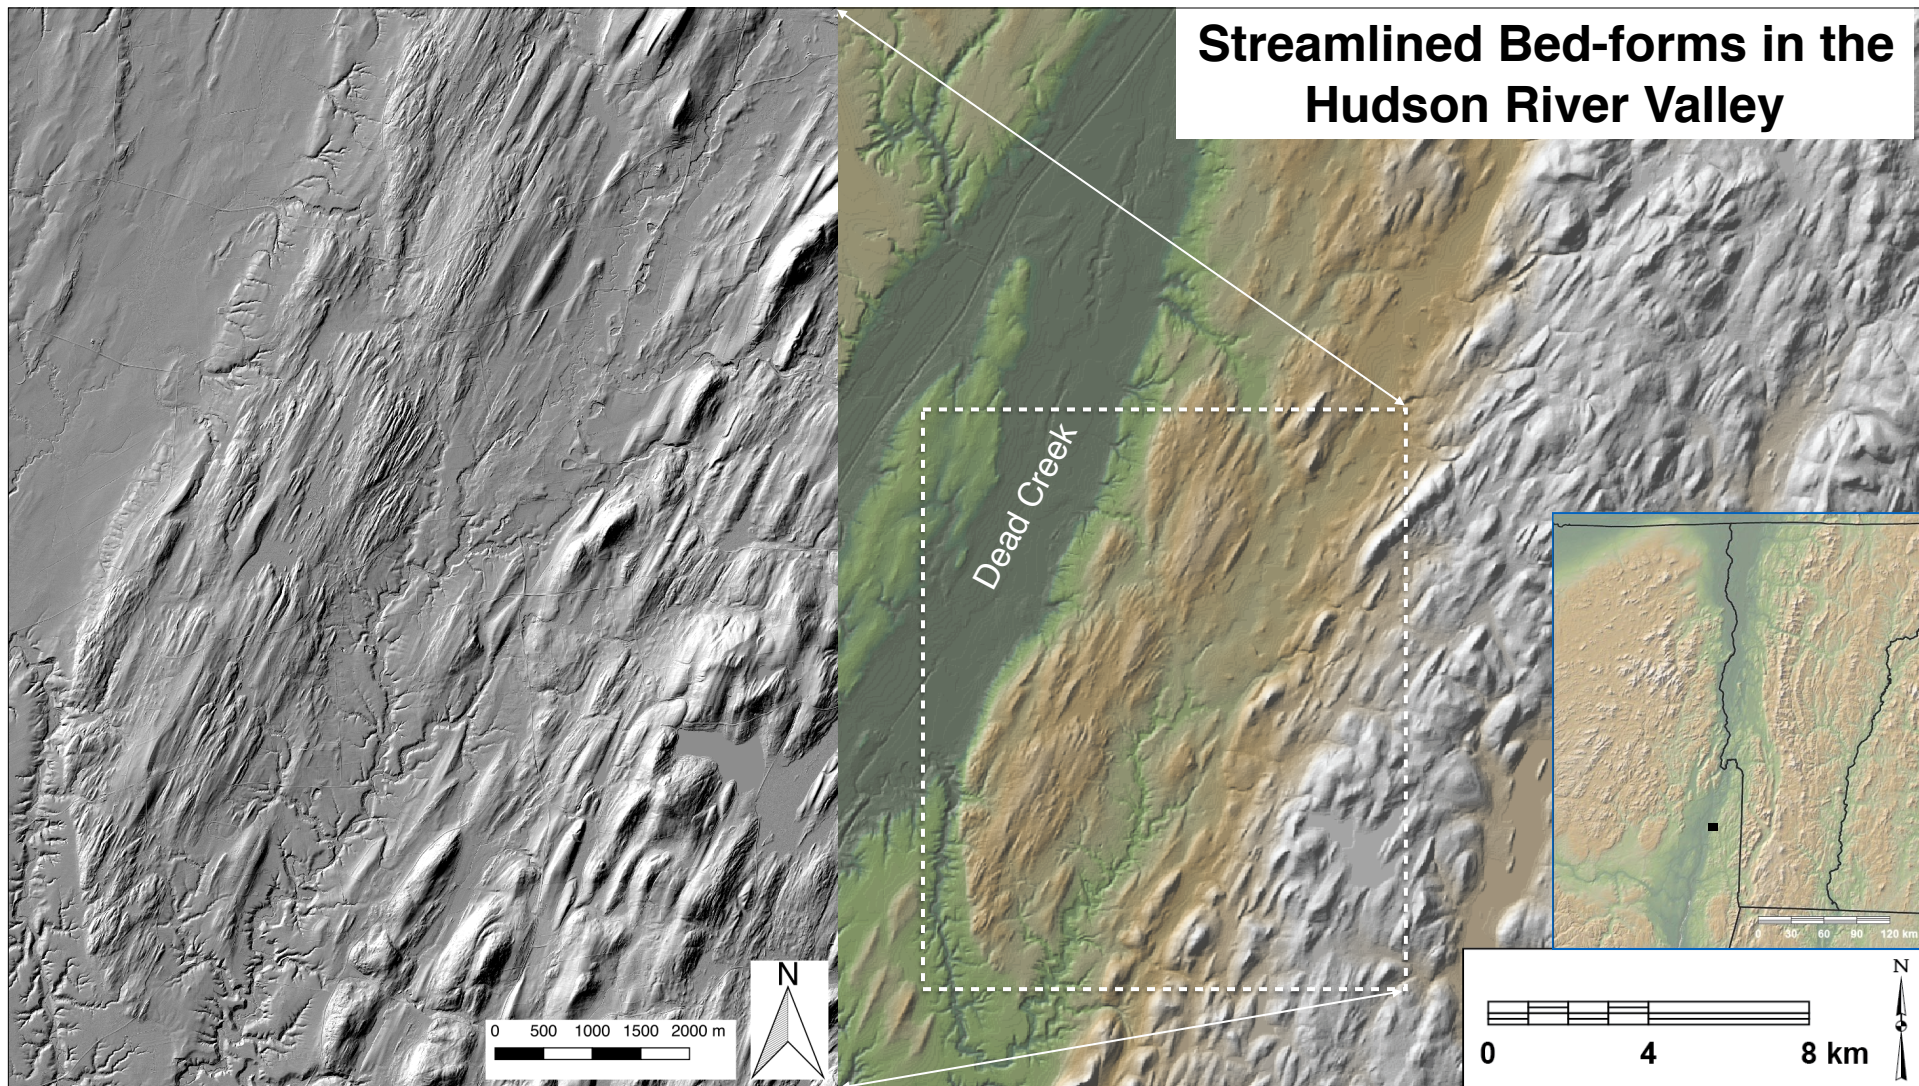 Streamlined Bed-forms in the
Hudson River Valley
Dead Creek
N
0 500 1000 1500 2000 m
0 30 60 90 120 km
N
0 4 8 km